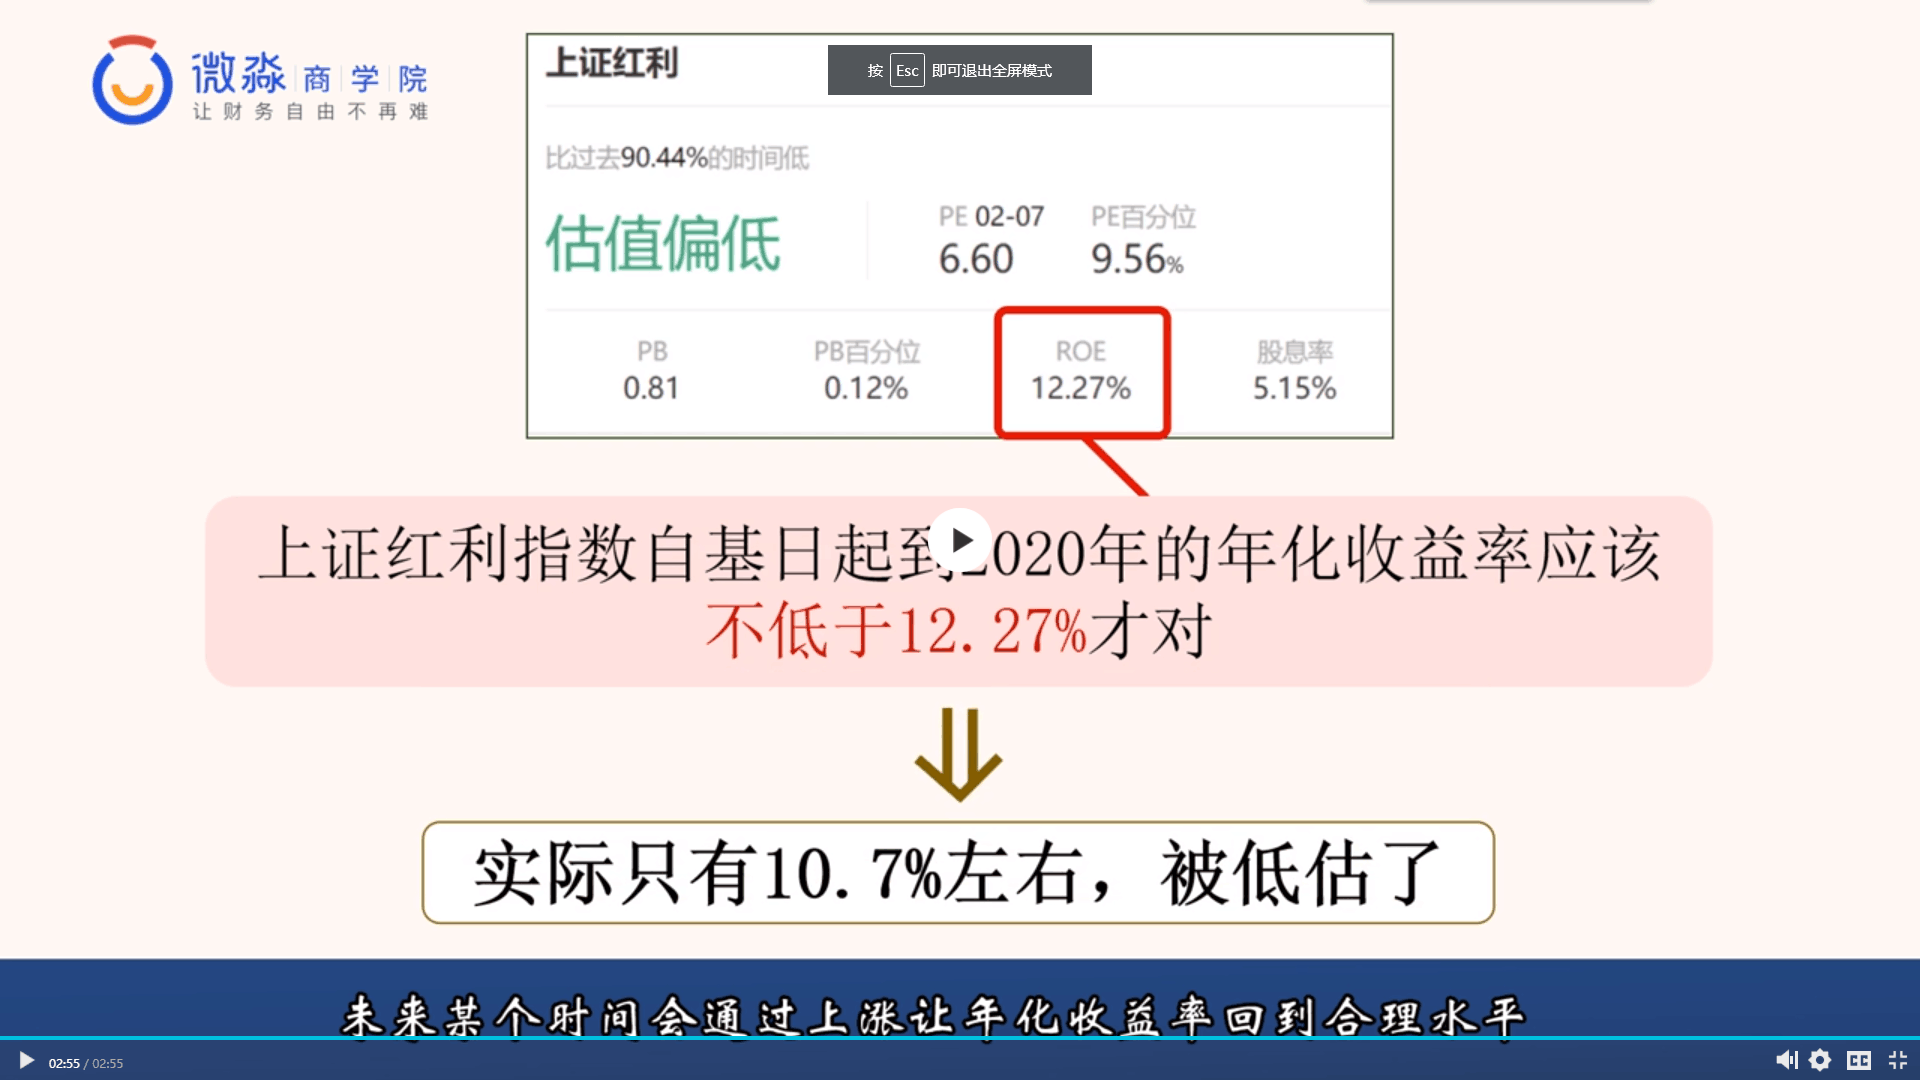 微淼 商 学 院
让财务自由不再难
上证红利
按 Esc 即可退出全屏模式
比过去90.44%的时间低
估值偏低
PE 02-07
6.60
PE百分位
9.56%
PB
0.81
PB百分位
0.12%
ROE
12.27%
股息率
5.15%
上证红利指数自基日起 2020年的年化收益率应该
不低于12.27%才对
实际只有10.7%左右，被低估了
未来某个时间会通过上涨让年化收益率回到合理水平
02:55 / 02:55
CC